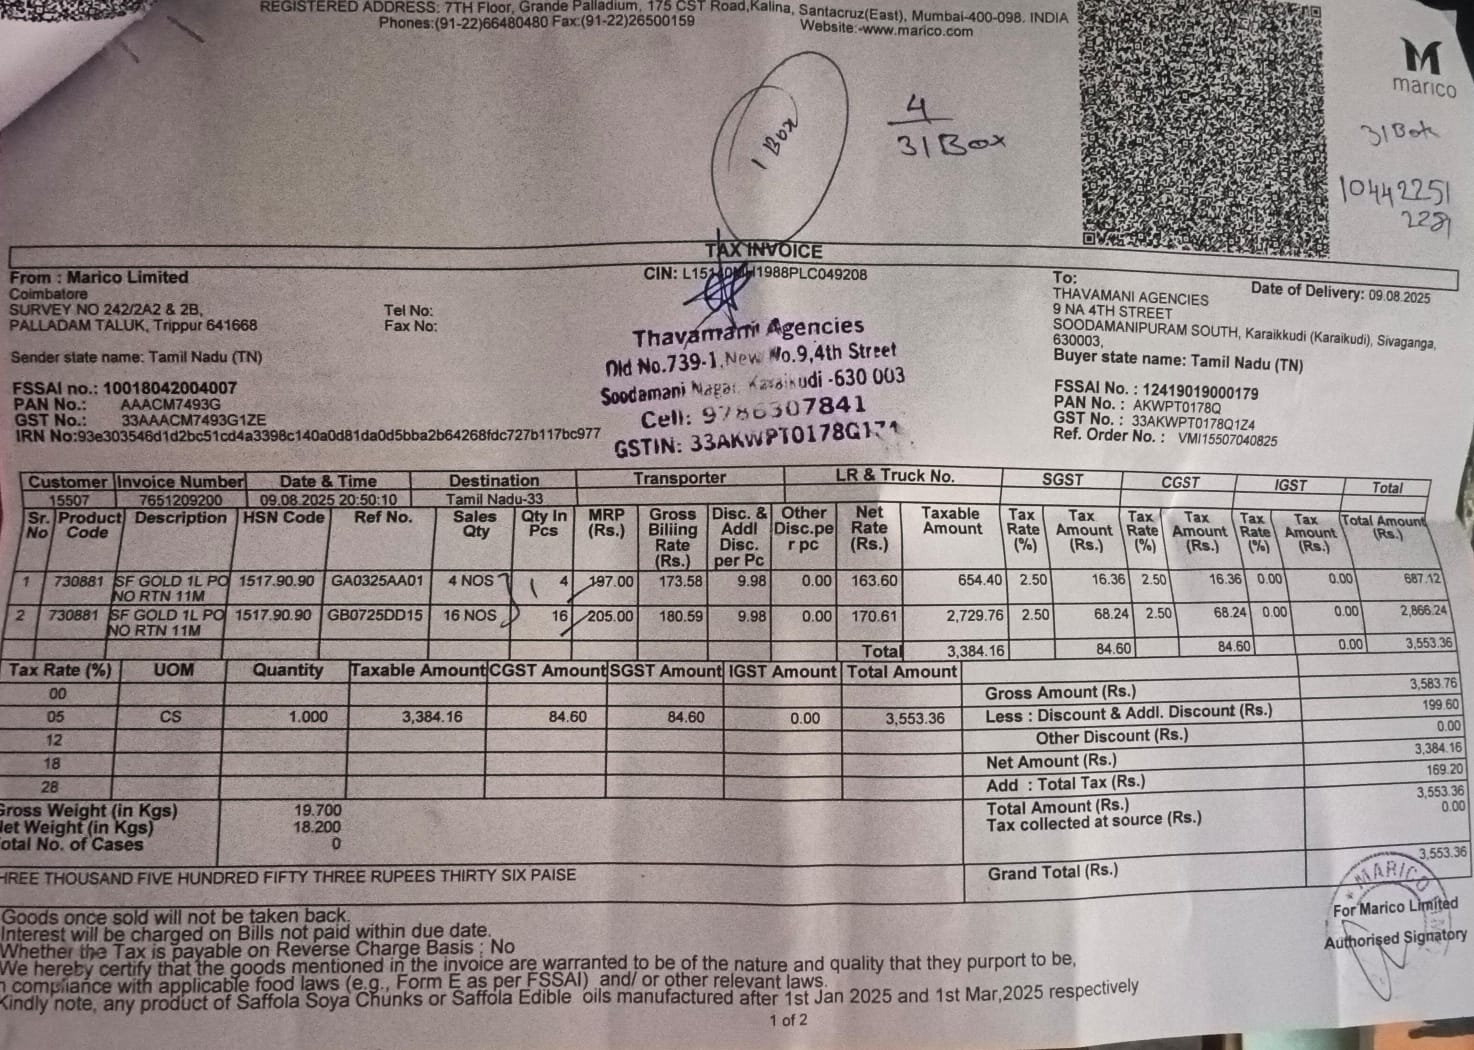 REGISTERED ADDRESS: 7TH Floor, Grande Palladium, 175 CST Road,Kalina, Santacruz(East), Mumbai-400-098. INDIA
Phones:(91-22)66480480 Fax:(91-22)26500159 Website:-www.marico.com
marico
1 Box
4
31Box
31Box
10442251
TAX INVOICE
CIN: 1988PLC049208
From : Marico Limited
Coimbatore
SURVEY NO 242/2A2 & 2B,
PALLADAM TALUK, Trippur 641668
Tel No:
Fax No:
Sender state name: Tamil Nadu (TN)
FSSAI no.: 10018042004007
PAN No.: AAACM7493G
GST No.: 33AAACM7493G1ZE
IRN No:93e303546d1d2bc51cd4a3398c140a0d81da0d5bba2b64268fdc727b117bc977
Thavamani Agencies
Old No.739-1, New No.9,4th Street
Soodamani Nagar, Karaikudi -630 003
Cell: 9786307841
GSTIN: 33AKWPT0178Q1
To:
Date of Delivery: 09.08.2025
THAVAMANI AGENCIES
9 NA 4TH STREET
SOODAMANIPURAM SOUTH, Karaikkudi (Karaikudi), Sivaganga,
630003,
Buyer state name: Tamil Nadu (TN)
FSSAI No. : 12419019000179
PAN No. : AKWPT0178Q
GST No. : 33AKWPT0178Q1Z4
Ref. Order No. : VMI15507040825
Customer Invoice Number Date & Time Destination Transporter LR & Truck No. SGST CGST IGST Total
15507 7651209200 09.08.2025 20:50:10 Tamil Nadu-33
Sr. No Product Code Description HSN Code Ref No. Sales Qty Qty In Pcs MRP (Rs.) Gross Billiing Rate (Rs.) Disc. & Addl Disc. per Pc Other Disc.pe r pc Net Rate (Rs.) Taxable Amount Tax Rate (%) Tax Amount (Rs.) Tax Rate (%) Tax Amount (Rs.) Tax Rate (%) Tax Amount (Rs.) Total Amount (Rs.)
1 730881 SF GOLD 1L PO NO RTN 11M 1517.90.90 GA0325AA01 4 NOS 4 197.00 173.58 9.98 0.00 163.60 654.40 2.50 16.36 2.50 16.36 0.00 0.00 687.12
2 730881 SF GOLD 1L PO NO RTN 11M 1517.90.90 GB0725DD15 16 NOS 16 205.00 180.59 9.98 0.00 170.61 2,729.76 2.50 68.24 2.50 68.24 0.00 0.00 2,866.24
Total 3,384.16 84.60 84.60 0.00 3,553.36
Tax Rate (%) UOM Quantity Taxable Amount CGST Amount SGST Amount IGST Amount Total Amount
00
05 CS 1.000 3,384.16 84.60 84.60 0.00 3,553.36
12
18
28
Gross Amount (Rs.) 3,583.76
Less : Discount & Addl. Discount (Rs.) 199.60
Other Discount (Rs.) 0.00
Net Amount (Rs.) 3,384.16
Add : Total Tax (Rs.) 169.20
Total Amount (Rs.) 3,553.36
Tax collected at source (Rs.) 0.00
Grand Total (Rs.) 3,553.36
Gross Weight (in Kgs) 19.700
Net Weight (in Kgs) 18.200
otal No. of Cases 0
HREE THOUSAND FIVE HUNDRED FIFTY THREE RUPEES THIRTY SIX PAISE
MARICO
For Marico Limited
Authorised Signatory
Goods once sold will not be taken back.
Interest will be charged on Bills not paid within due date.
Whether the Tax is payable on Reverse Charge Basis : No
We hereby certify that the goods mentioned in the invoice are warranted to be of the nature and quality that they purport to be,
n compliance with applicable food laws (e.g., Form E as per FSSAI) and/ or other relevant laws.
Kindly note, any product of Saffola Soya Chunks or Saffola Edible oils manufactured after 1st Jan 2025 and 1st Mar,2025 respectively
1 of 2